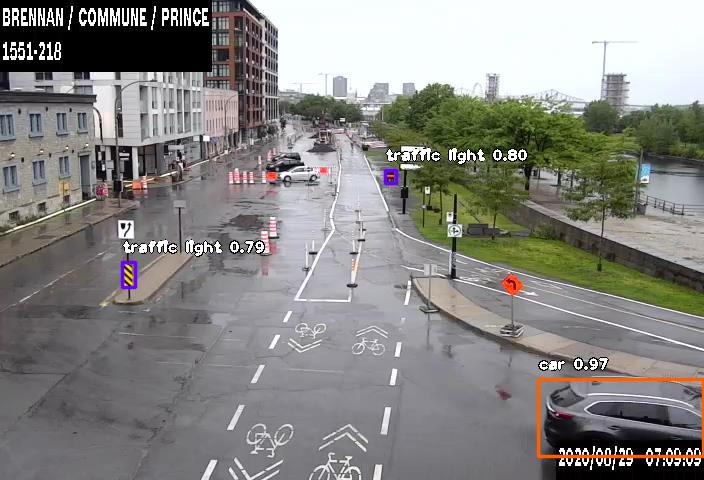 BRENNAN / COMMUNE / PRINCE
1551-218
traffic light 0.80
traffic light 0.79
car 0.97
2020/08/29 07:09:09